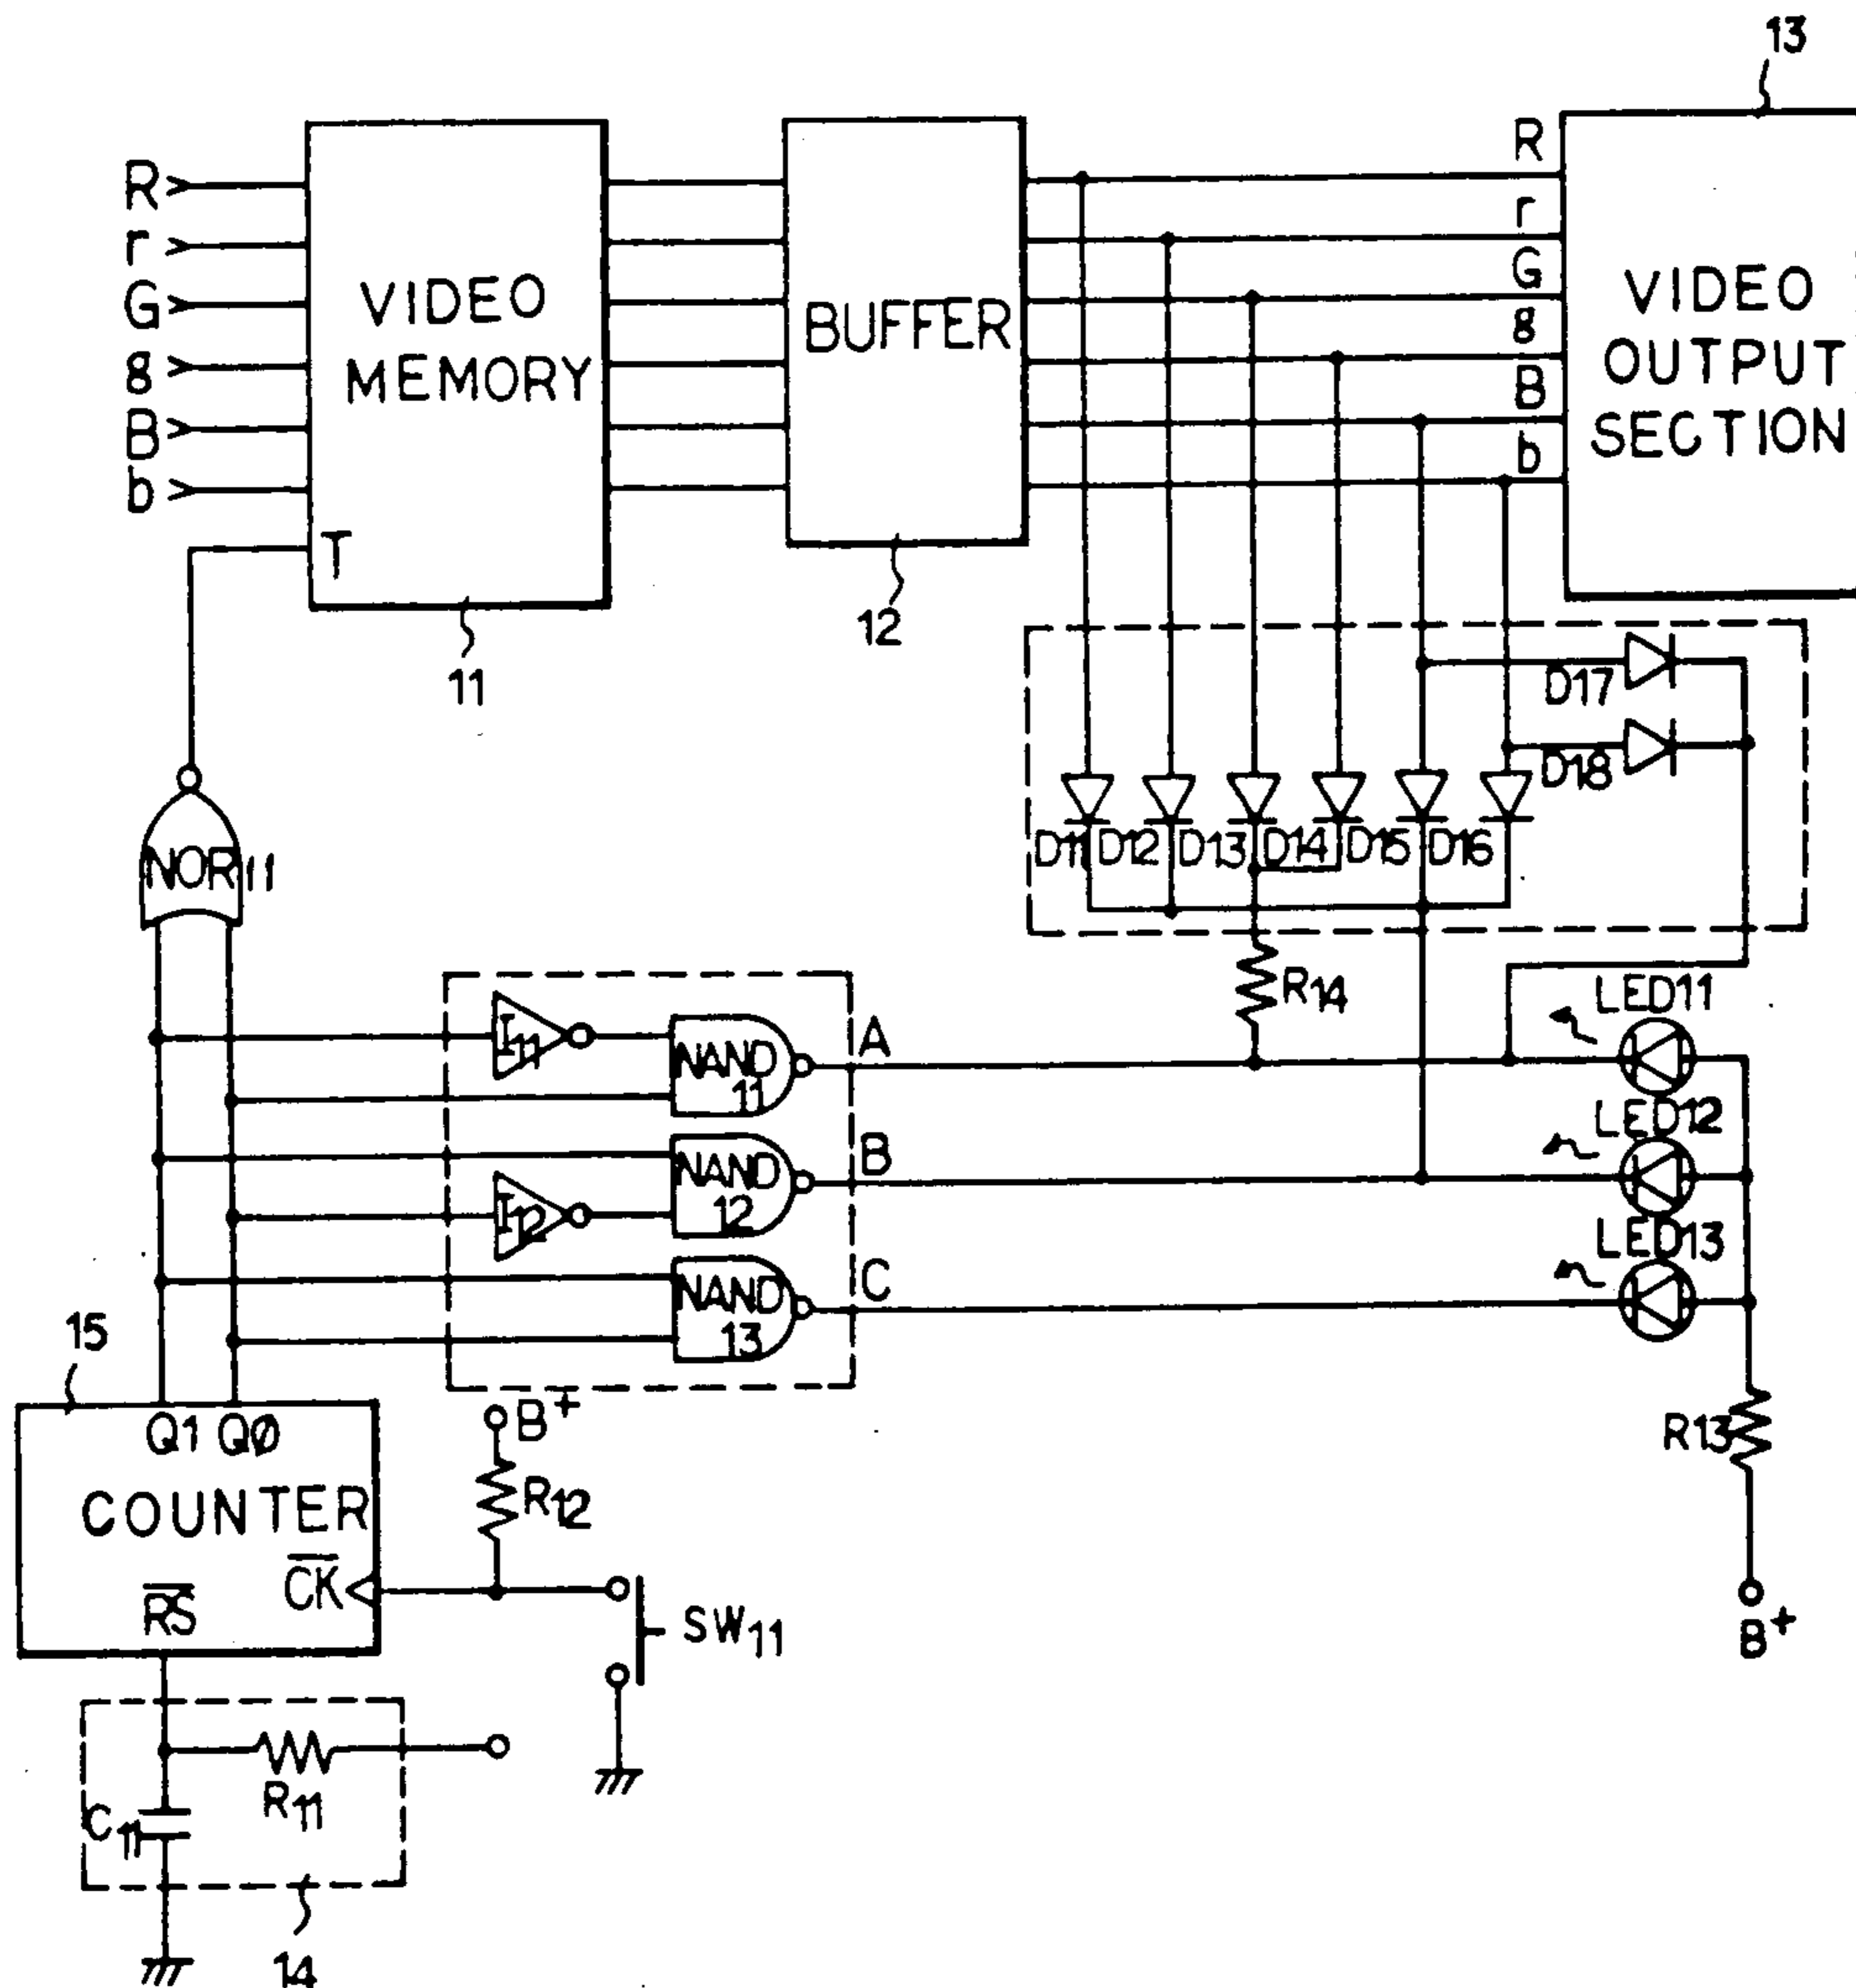 13
R
r
G
g
B
b
T
VIDEO
MEMORY
11
BUFFER
12
R
r
G
g
B
b
VIDEO
OUTPUT
SECTION
D17
D18
D11
D12
D13
D14
D15
D16
NOR11
R14
LED11
LED12
LED13
I11
NAND
11
A
NAND
12
B
I12
NAND
13
C
15
Q1 Q0
COUNTER
CK
RS
B+
R12
SW11
R13
B+
R11
C11
14